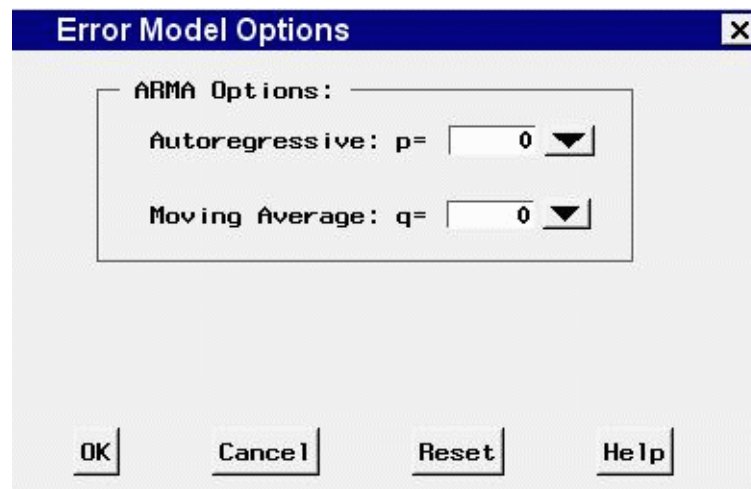 Error Model Options
ARMA Options:
Autoregressive: p= 0
Moving Average: q= 0
OK Cancel Reset Help